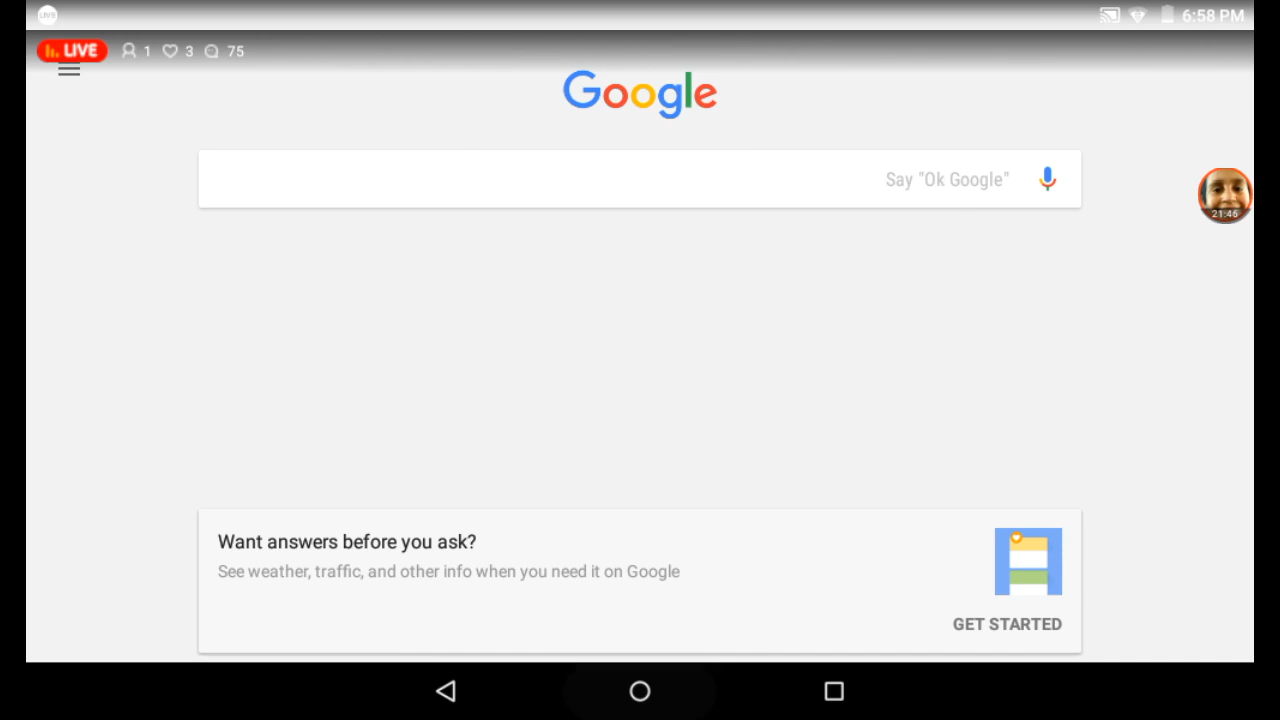 LIVE
6:58 PM
LIVE 1 3 75
Google
Say "Ok Google"
21:46
Want answers before you ask?
See weather, traffic, and other info when you need it on Google
GET STARTED